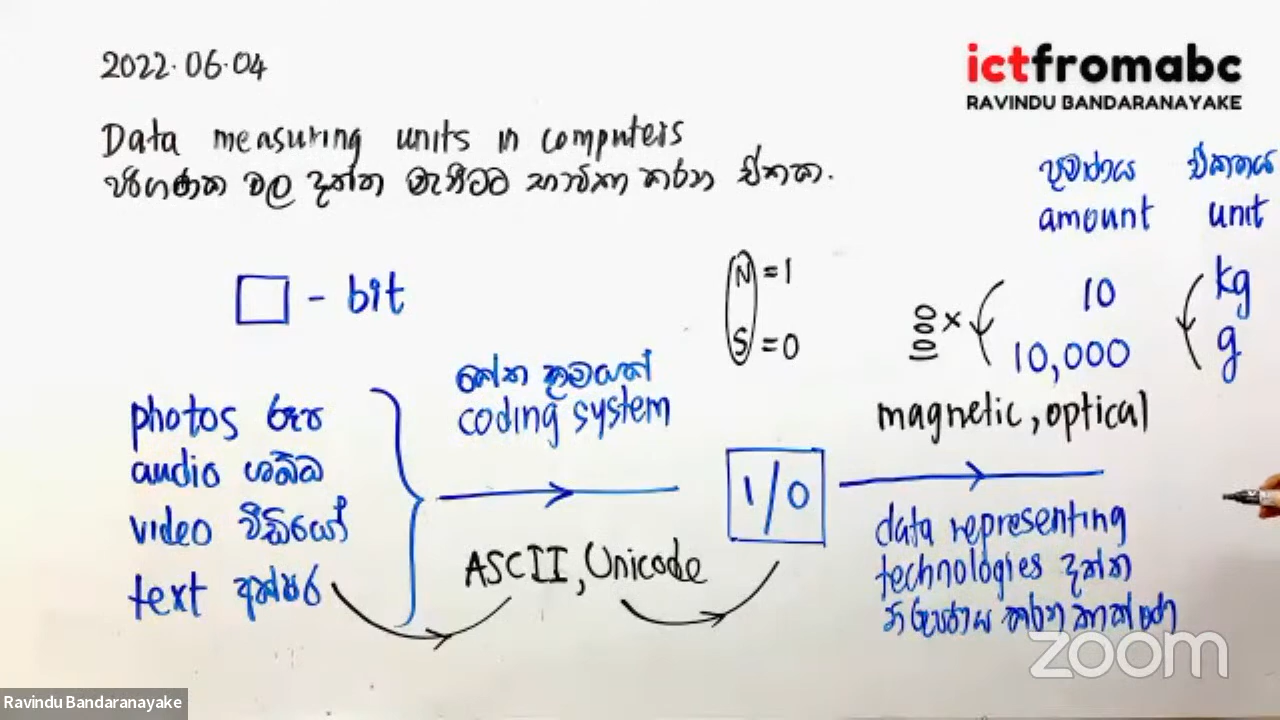 2022.06.04
ictfromabc
RAVINDU BANDARANAYAKE
Data measuring units in computers
පරිගණක වල දත්ත මැනීමට භාවිතා කරන ඒකක.
ප්‍රමාණය ඒකකය
amount unit
□ - bit
N = 1
S = 0
1000 ×
10 kg
10,000 g
කේත ක්‍රමයක්
coding system
magnetic, optical
photos රූප
audio ශබ්ද
video වීඩියෝ
text අක්ෂර
ASCII, Unicode
1/0
data representing
technologies දත්ත
නිරූපණය කරන තාක්ෂණ
zoom
Ravindu Bandaranayake